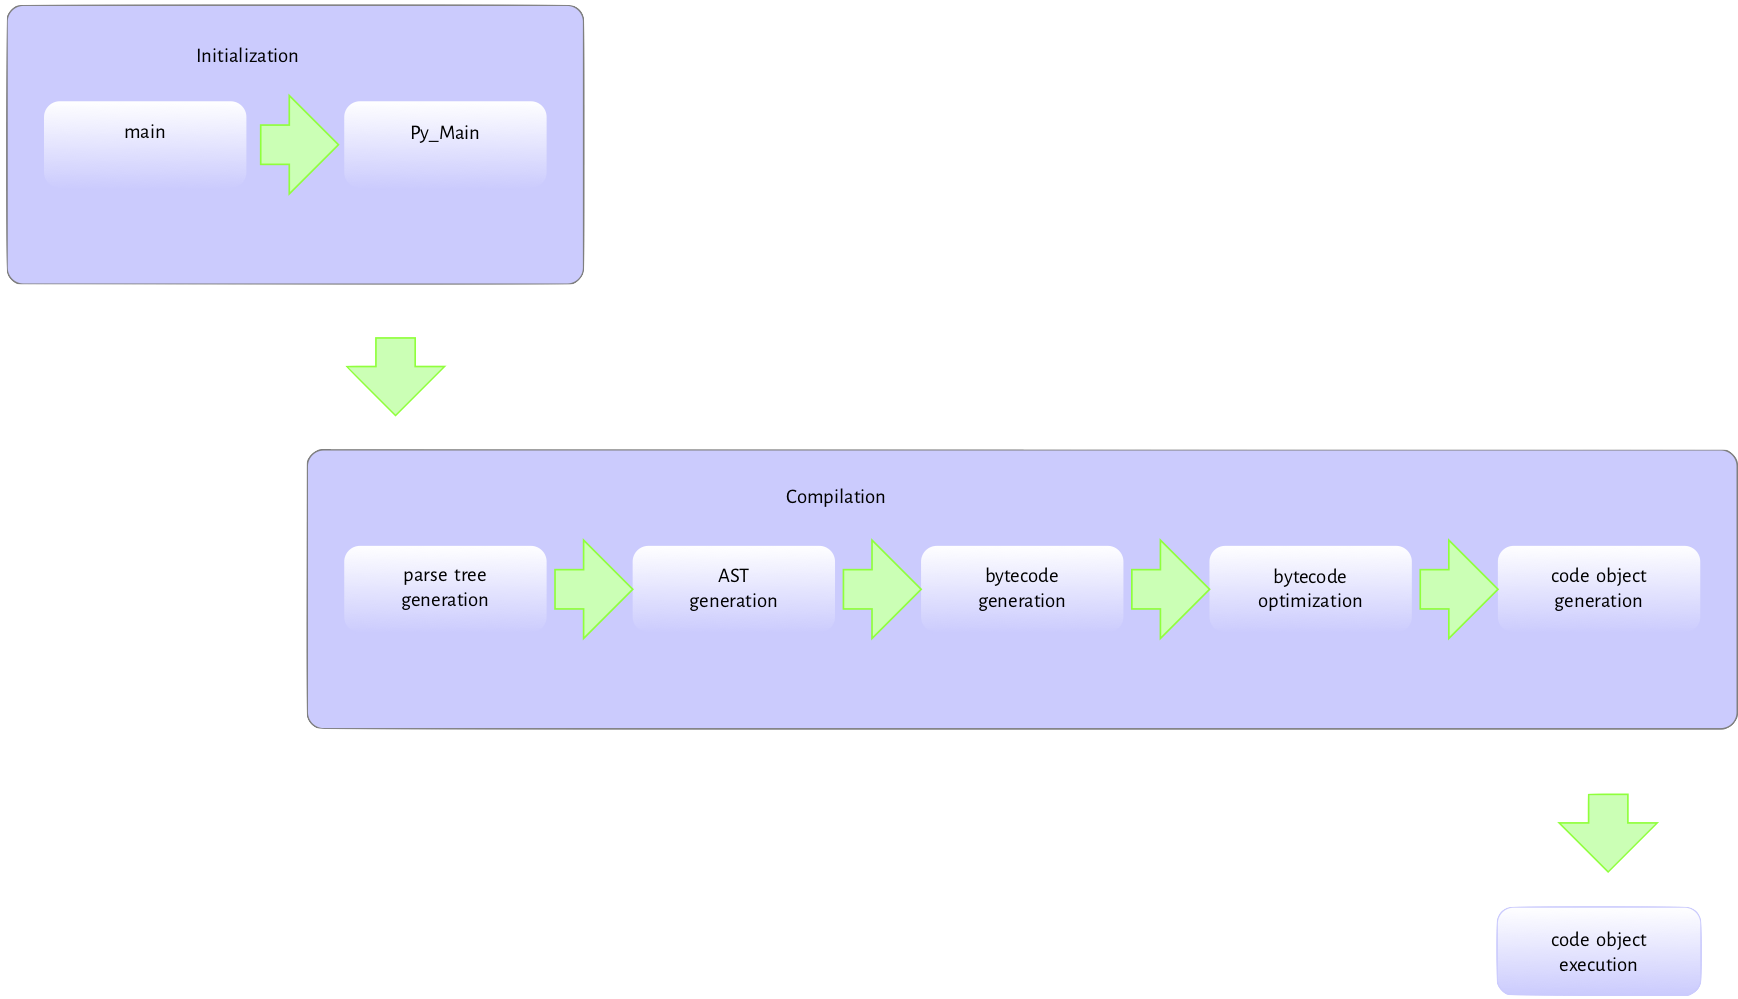 Initialization
main
Py_Main
Compilation
parse tree
generation
AST
generation
bytecode
generation
bytecode
optimization
code object
generation
code object
execution